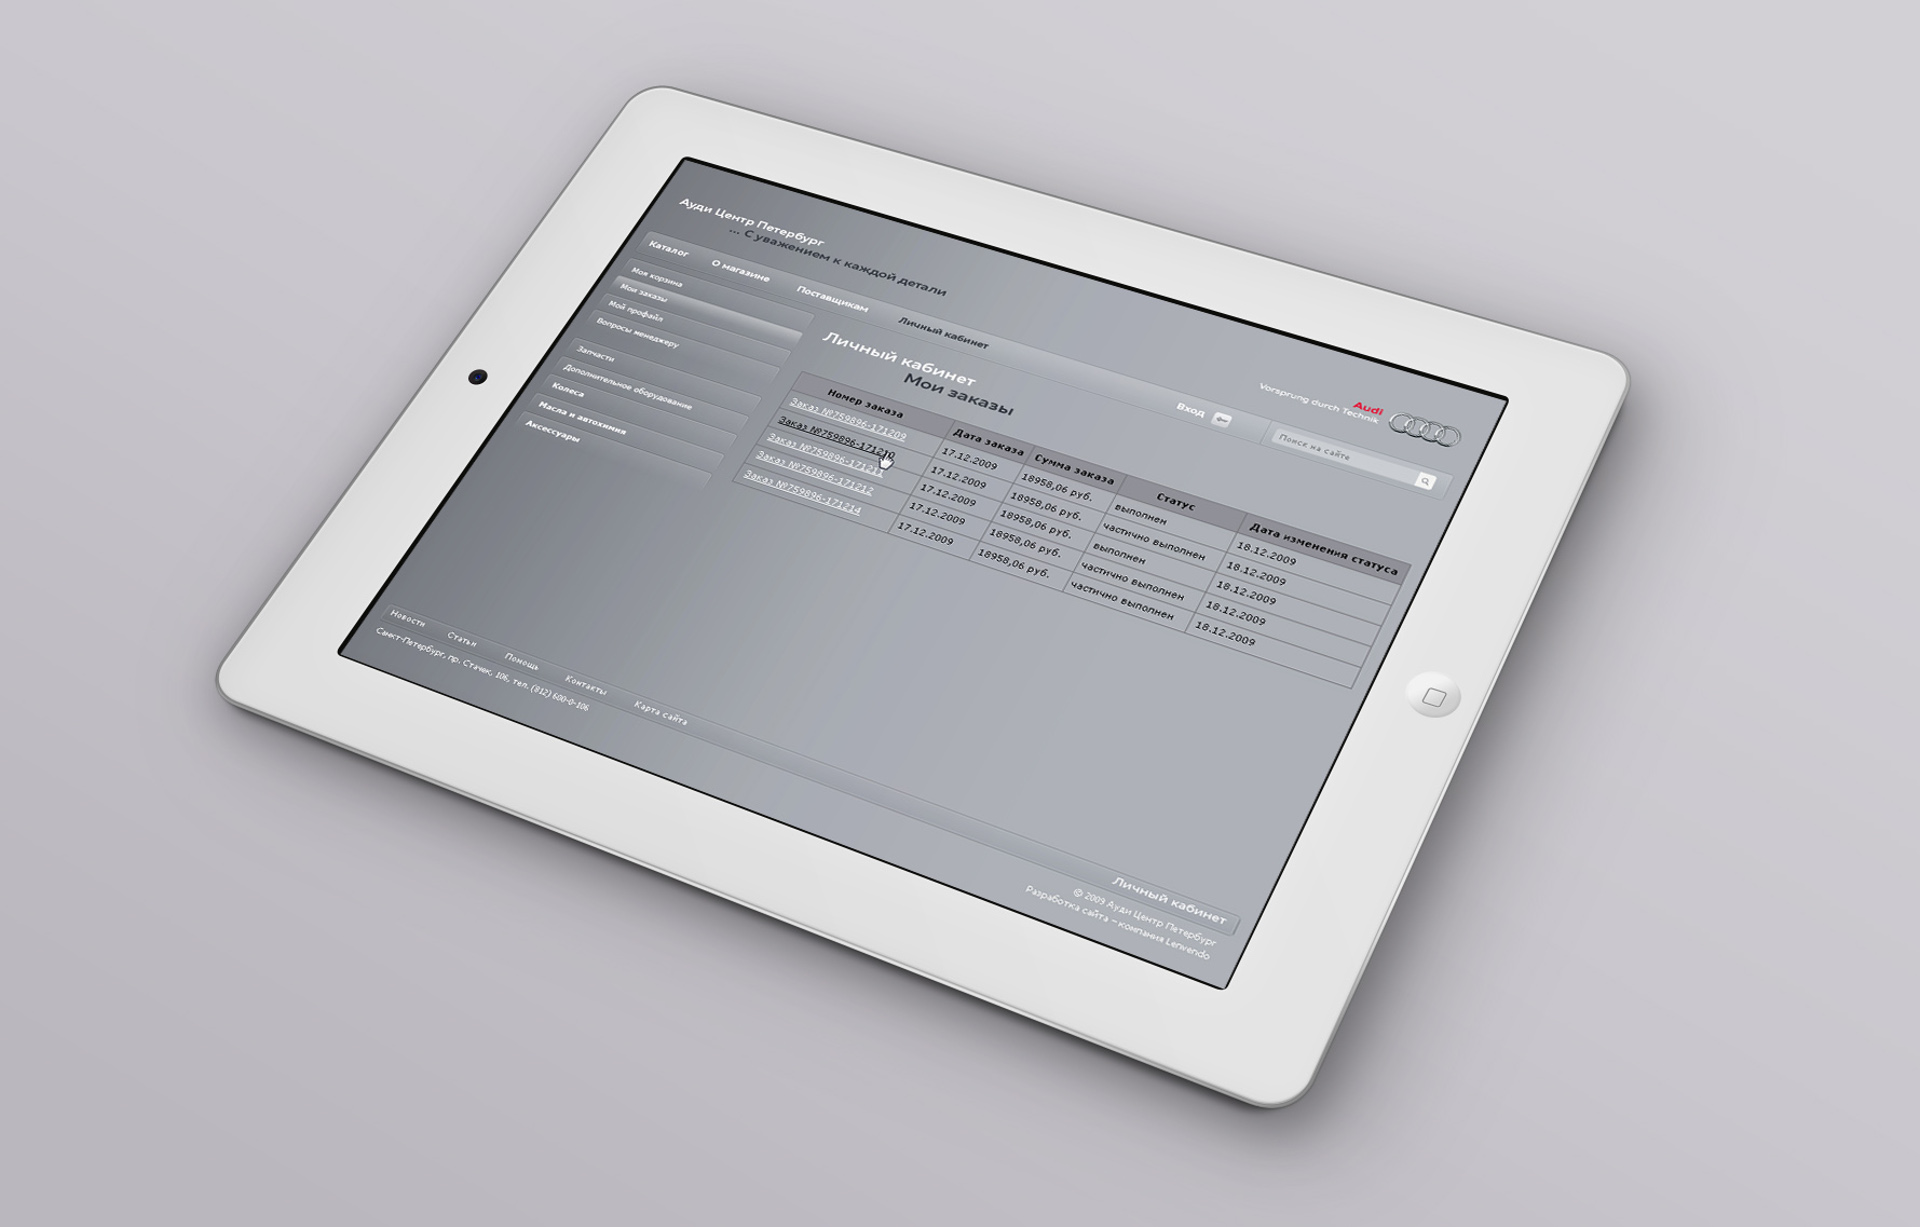 Ауди Центр Петербург
... С уважением к каждой детали
Vorsprung durch Technik
Audi
Каталог
О магазине
Поставщикам
Личный кабинет
Вход
Поиск на сайте
Моя корзина
Мои заказы
Мой профайл
Вопросы менеджеру
Запчасти
Дополнительное оборудование
Колеса
Масла и автохимия
Аксессуары
Личный кабинет
Мои заказы
Номер заказа Дата заказа Сумма заказа Статус Дата изменения статуса
Заказ №759896-171209 17.12.2009 18958,06 руб. выполнен 18.12.2009
Заказ №759896-171210 17.12.2009 18958,06 руб. частично выполнен 18.12.2009
Заказ №759896-171211 17.12.2009 18958,06 руб. выполнен 18.12.2009
Заказ №759896-171212 17.12.2009 18958,06 руб. частично выполнен 18.12.2009
Заказ №759896-171214 17.12.2009 18958,06 руб. частично выполнен 18.12.2009
Новости
Статьи
Помощь
Контакты
Карта сайта
Личный кабинет
Санкт-Петербург, пр. Стачек, 106, тел. (812) 600-0-106
© 2009 Ауди Центр Петербург
Разработка сайта – компания Lenvendo